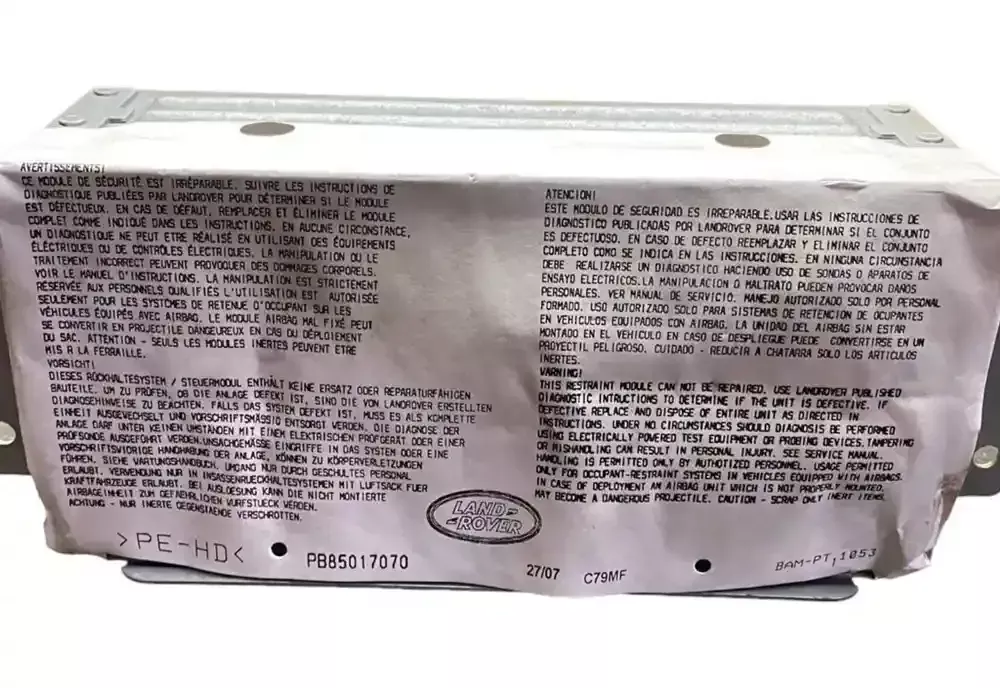 AVERTISSEMENTS!
CE MODULE DE SÉCURITÉ EST IRRÉPARABLE. SUIVRE LES INSTRUCTIONS DE
DIAGNOSTIQUE PUBLIÉES PAR LANDROVER POUR DÉTERMINER SI LE MODULE
EST DÉFECTUEUX. EN CAS DE DÉFAUT, REMPLACER ET ÉLIMINER LE MODULE
COMPLET COMME INDIQUÉ DANS LES INSTRUCTIONS. EN AUCUNE CIRCONSTANCE,
UN DIAGNOSTIQUE NE PEUT ÊTRE RÉALISÉ EN UTILISANT DES ÉQUIPEMENTS
ÉLECTRIQUES OU DE CONTRÔLES ÉLECTRIQUES. LA MANIPULATION OU LE
TRAITEMENT INCORRECT PEUVENT PROVOQUER DES DOMMAGES CORPORELS.
VOIR LE MANUEL D'INSTRUCTIONS. LA MANIPULATION EST STRICTEMENT
RÉSERVÉE AUX PERSONNELS QUALIFIÉS L'UTILISATION EST AUTORISÉE
SEULEMENT POUR LES SYSTÈMES DE RETENUE D'OCCUPANT SUR LES
VÉHICULES ÉQUIPÉS AVEC AIRBAG. LE MODULE AIRBAG MAL FIXÉ PEUT
SE CONVERTIR EN PROJECTILE DANGEUREUX EN CAS DU DÉPLOIEMENT
DU SAC. ATTENTION - SEULS LES MODULES INERTES PEUVENT ÊTRE
MIS À LA FERRAILLE.
VORSICHT!
DIESES RÜCKHALTESYSTEM / STEUERMODUL ENTHÄLT KEINE ERSATZ ODER REPARATURFÄHIGEN
BAUTEILE. UM ZU PRÜFEN, OB DIE ANLAGE DEFEKT IST, SIND DIE VON LANDROVER ERSTELLTEN
DIAGNOSEHINWEISE ZU BEACHTEN. FALLS DAS SYSTEM DEFEKT IST, MUSS ES ALS KOMPLETTE
EINHEIT AUSGEWECHSELT UND VORSCHRIFTSMÄSSIG ENTSORGT WERDEN. DIE DIAGNOSE DER
ANLAGE DARF UNTER KEINEN UMSTÄNDEN MIT EINEM ELEKTRISCHEN PRÜFGERÄT ODER EINER
PRÜFSONDE AUSGEFÜHRT WERDEN. UNSACHGEMÄSSE EINGRIFFE IN DAS SYSTEM ODER EINE
VORSCHRIFTSWIDRIGE HANDHABUNG DER ANLAGE, KÖNNEN ZU KÖRPERVERLETZUNGEN
FÜHREN. SIEHE WARTUNGSHANDBUCH. UMGANG NUR DURCH GESCHULTES PERSONAL
ERLAUBT. VERWENDUNG NUR IN INSASSENRUECKHALTESYSTEMEN MIT LUFTSACK FUER
KRAFTFAHRZEUGE ERLAUBT. BEI AUSLOESUNG KANN DIE NICHT MONTIERTE
AIRBAGEINHEIT ZUM GEFAEHRLICHEN WURFSTUECK WERDEN.
ACHTUNG - NUR INERTE GEGENSTAENDE VERSCHROTTEN.
ATENCION!
ESTE MODULO DE SEGURIDAD ES IRREPARABLE.USAR LAS INSTRUCCIONES DE
DIAGNOSTICO PUBLICADAS POR LANDROVER PARA DETERMINAR SI EL CONJUNTO
ES DEFECTUOSO. EN CASO DE DEFECTO REEMPLAZAR Y ELIMINAR EL CONJUNTO
COMPLETO COMO SE INDICA EN LAS INSTRUCCIONES. EN NINGUNA CIRCUNSTANCIA
DEBE REALIZARSE UN DIAGNOSTICO HACIENDO USO DE SONDAS O APARATOS DE
ENSAYO ELECTRICOS.LA MANIPULACION O MALTRATO PUEDEN PROVOCAR DAÑOS
PERSONALES. VER MANUAL DE SERVICIO. MANEJO AUTORIZADO SOLO POR PERSONAL
FORMADO. USO AUTORIZADO SOLO PARA SISTEMAS DE RETENCION DE OCUPANTES
EN VEHICULOS EQUIPADOS CON AIRBAG. LA UNIDAD DEL AIRBAG SIN ESTAR
MONTADO EN EL VEHICULO EN CASO DE DESPLIEGUE PUEDE CONVERTIRSE EN UN
PROYECTIL PELIGROSO. CUIDADO - REDUCIR A CHATARRA SOLO LOS ARTICULOS
INERTES.
WARNING!
THIS RESTRAINT MODULE CAN NOT BE REPAIRED. USE LANDROVER PUBLISHED
DIAGNOSTIC INTRUCTIONS TO DETERMINE IF THE UNIT IS DEFECTIVE. IF
DEFECTIVE REPLACE AND DISPOSE OF ENTIRE UNIT AS DIRECTED IN
INSTRUCTIONS. UNDER NO CIRCUMSTANCES SHOULD DIAGNOSIS BE PERFORMED
USING ELECTRICALLY POWERED TEST EQUIPMENT OR PROBING DEVICES.TAMPERING
OR MISHANDLING CAN RESULT IN PERSONAL INJURY. SEE SERVICE MANUAL.
HANDLING IS PERMITTED ONLY BY AUTHOTIZED PERSONNEL. USAGE PERMITTED
ONLY FOR OCCUPANT-RESTRAINT SYSTEMS IN VEHICLES EQUIPPED WITH AIRBAGS.
IN CASE OF DEPLOYMENT AN AIRBAG UNIT WHICH IS NOT PROPERLY MOUNTED,
MAY BECOME A DANGEROUS PROJECTILE. CAUTION - SCRAP ONLY INERT ITEMS.
LAND-
-ROVER
>PE-HD<
PB85017070
27/07
C79MF
BAM-PT1 1053